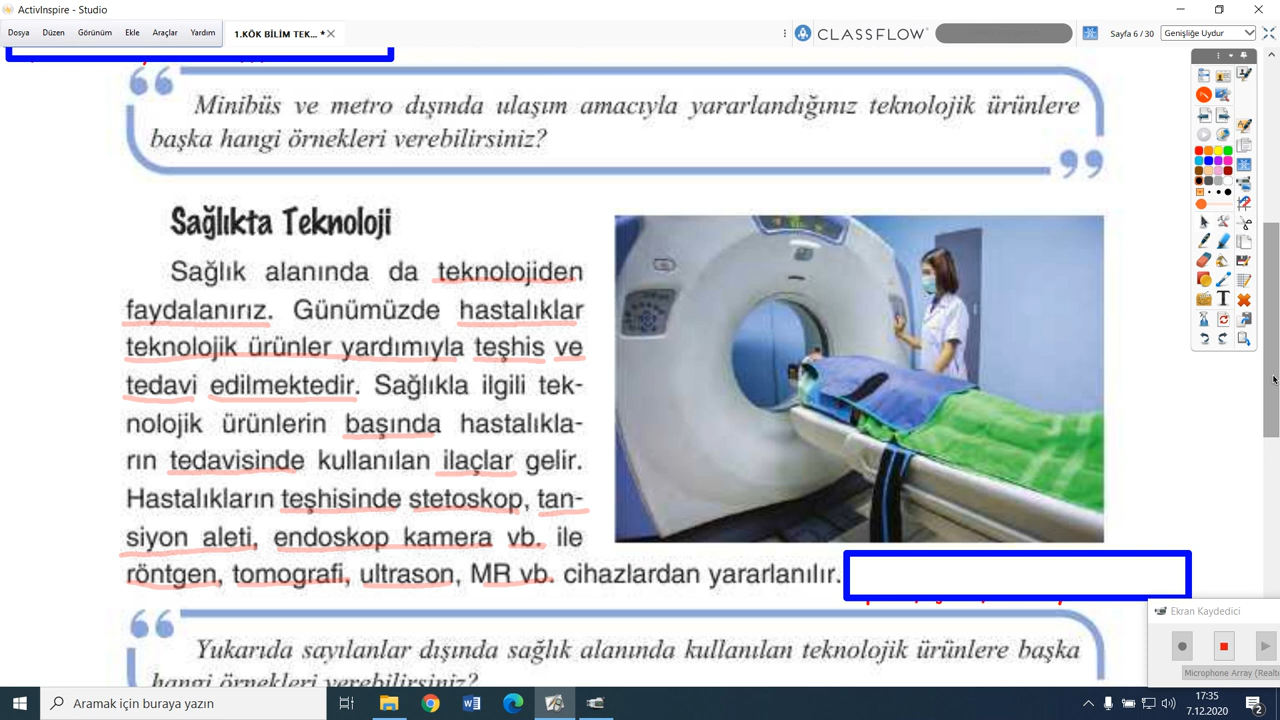 ActivInspire - Studio
Dosya Düzen Görünüm Ekle Araçlar Yardım
1.KÖK BİLİM TEK... *
CLASSFLOW
Sayfa 6 / 30
Genişliğe Uydur
Minibüs ve metro dışında ulaşım amacıyla yararlandığınız teknolojik ürünlere
başka hangi örnekleri verebilirsiniz?
Sağlıkta Teknoloji
Sağlık alanında da teknolojiden
faydalanırız. Günümüzde hastalıklar
teknolojik ürünler yardımıyla teşhis ve
tedavi edilmektedir. Sağlıkla ilgili tek-
nolojik ürünlerin başında hastalıkla-
rın tedavisinde kullanılan ilaçlar gelir.
Hastalıkların teşhisinde stetoskop, tan-
siyon aleti, endoskop kamera vb. ile
röntgen, tomografi, ultrason, MR vb. cihazlardan yararlanılır.
Yukarıda sayılanlar dışında sağlık alanında kullanılan teknolojik ürünlere başka
hangi örnekleri verebilirsiniz?
Ekran Kaydedici
Microphone Array (Realte
Aramak için buraya yazın
17:35
7.12.2020
2